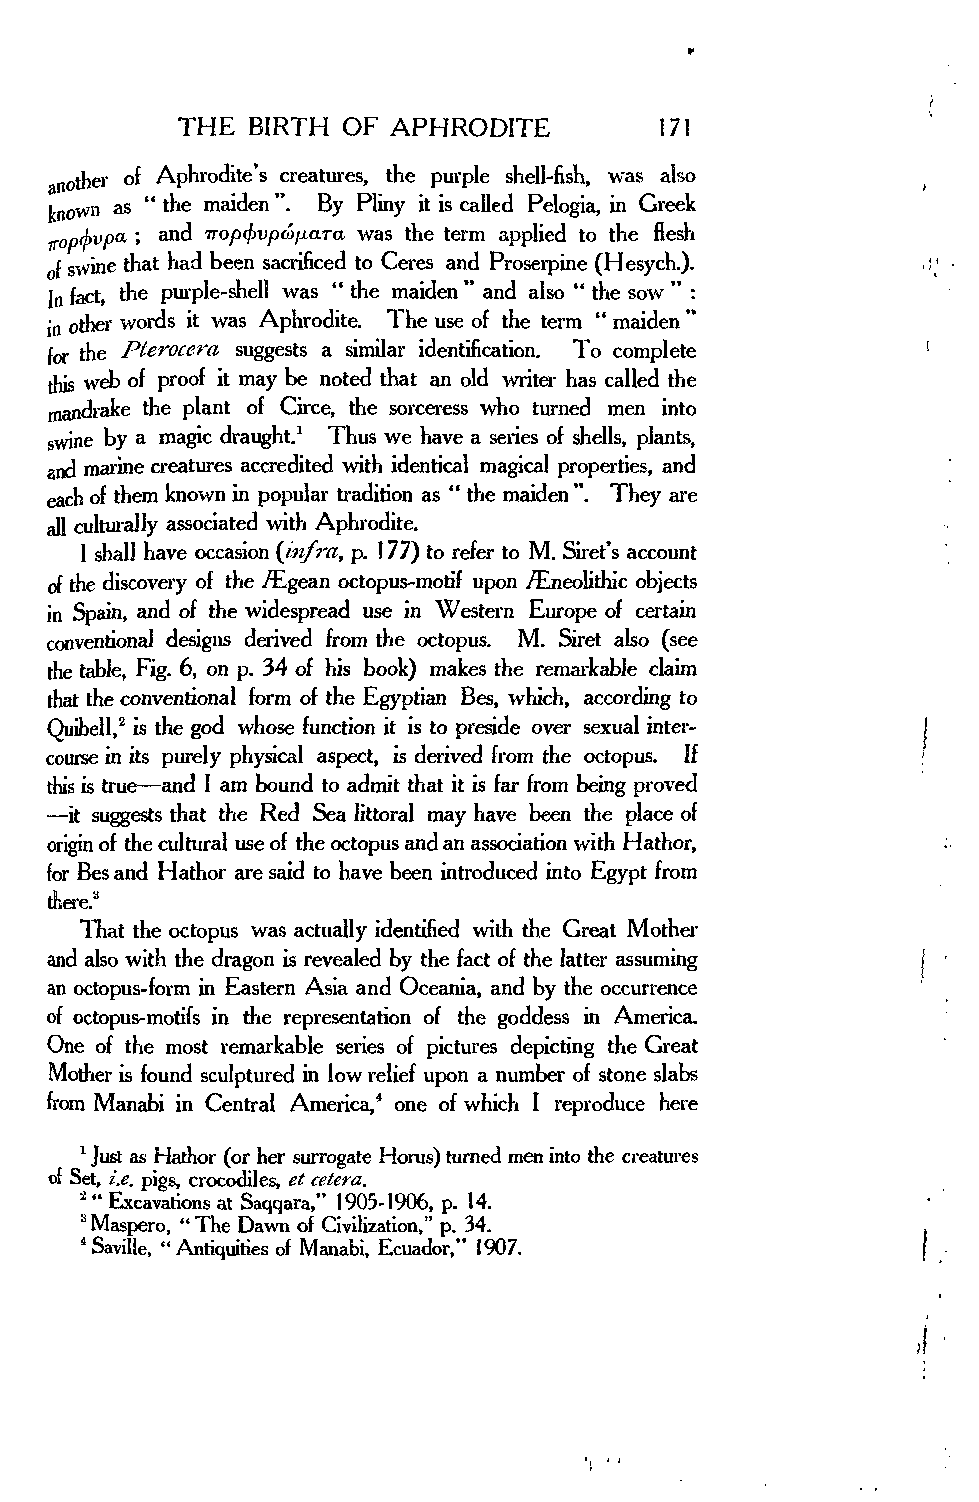 THE BIRTH OF APHRODITE 171
another of Aphrodite's creatures, the purple shell-fish, was also
known as " the maiden ". By Pliny it is called Pelogia, in Greek
πορφυρα ; and πορφυρώματα was the term applied to the flesh
of swine that had been sacrificed to Ceres and Proserpine (Hesych.).
In fact, the purple-shell was " the maiden " and also " the sow " :
in other words it was Aphrodite. The use of the term " maiden "
for the Pterocera suggests a similar identification. To complete
this web of proof it may be noted that an old writer has called the
mandrake the plant of Circe, the sorceress who turned men into
swine by a magic draught.¹ Thus we have a series of shells, plants,
and marine creatures accredited with identical magical properties, and
each of them known in popular tradition as " the maiden ". They are
all culturally associated with Aphrodite.
I shall have occasion (infra, p. 177) to refer to M. Siret's account
of the discovery of the Ægean octopus-motif upon Æneolithic objects
in Spain, and of the widespread use in Western Europe of certain
conventional designs derived from the octopus. M. Siret also (see
the table, Fig. 6, on p. 34 of his book) makes the remarkable claim
that the conventional form of the Egyptian Bes, which, according to
Quibell,² is the god whose function it is to preside over sexual inter-
course in its purely physical aspect, is derived from the octopus. If
this is true—and I am bound to admit that it is far from being proved
—it suggests that the Red Sea littoral may have been the place of
origin of the cultural use of the octopus and an association with Hathor,
for Bes and Hathor are said to have been introduced into Egypt from
there.³
That the octopus was actually identified with the Great Mother
and also with the dragon is revealed by the fact of the latter assuming
an octopus-form in Eastern Asia and Oceania, and by the occurrence
of octopus-motifs in the representation of the goddess in America.
One of the most remarkable series of pictures depicting the Great
Mother is found sculptured in low relief upon a number of stone slabs
from Manabi in Central America,⁴ one of which I reproduce here
¹ Just as Hathor (or her surrogate Horus) turned men into the creatures
of Set, i.e. pigs, crocodiles, et cetera.
² " Excavations at Saqqara," 1905-1906, p. 14.
³ Maspero, " The Dawn of Civilization," p. 34.
⁴ Saville, " Antiquities of Manabi, Ecuador," 1907.